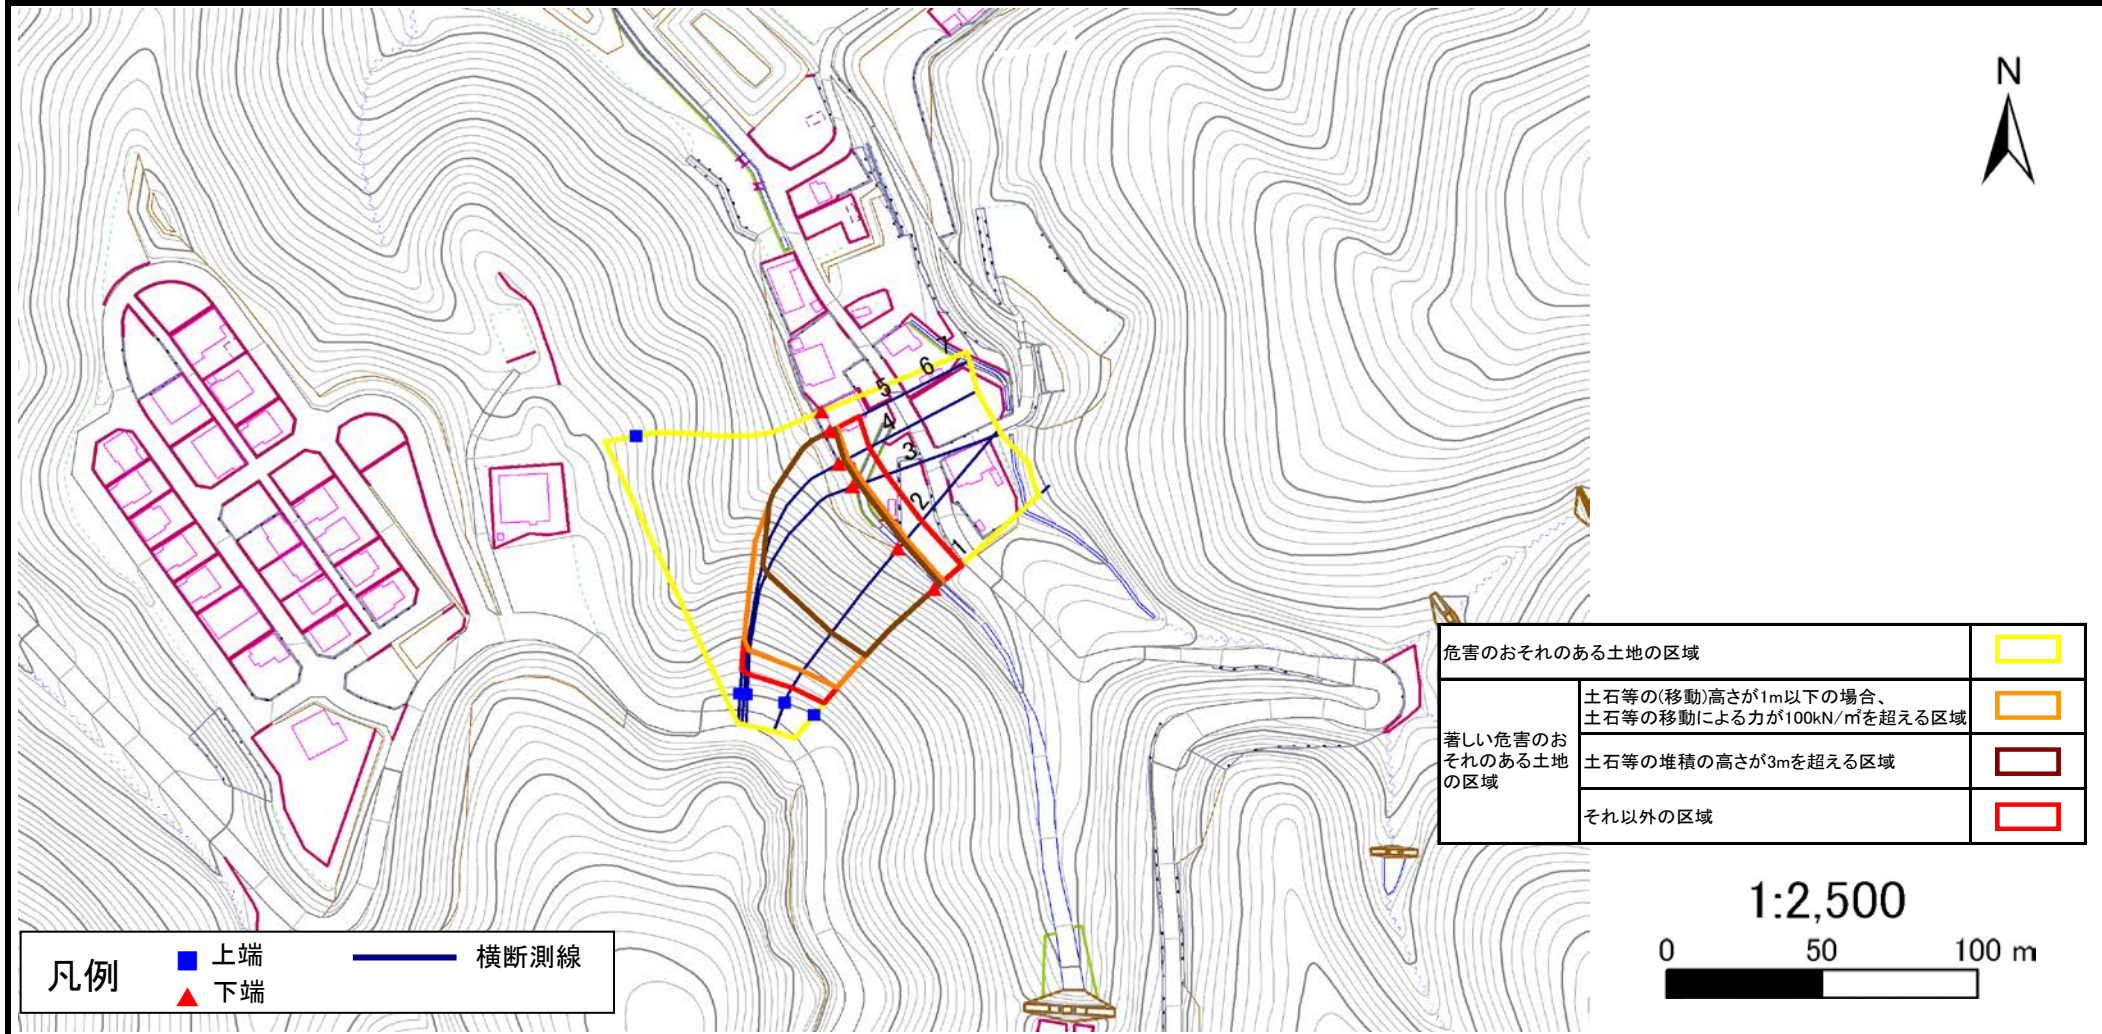 N
7
6
5
4
3
2
1
危害のおそれのある土地の区域
著しい危害のお
それのある土地
の区域
土石等の(移動)高さが1m以下の場合、
土石等の移動による力が100kN/㎡を超える区域
土石等の堆積の高さが3mを超える区域
それ以外の区域
1:2,500
0 50 100 m
凡例
上端
下端
横断測線